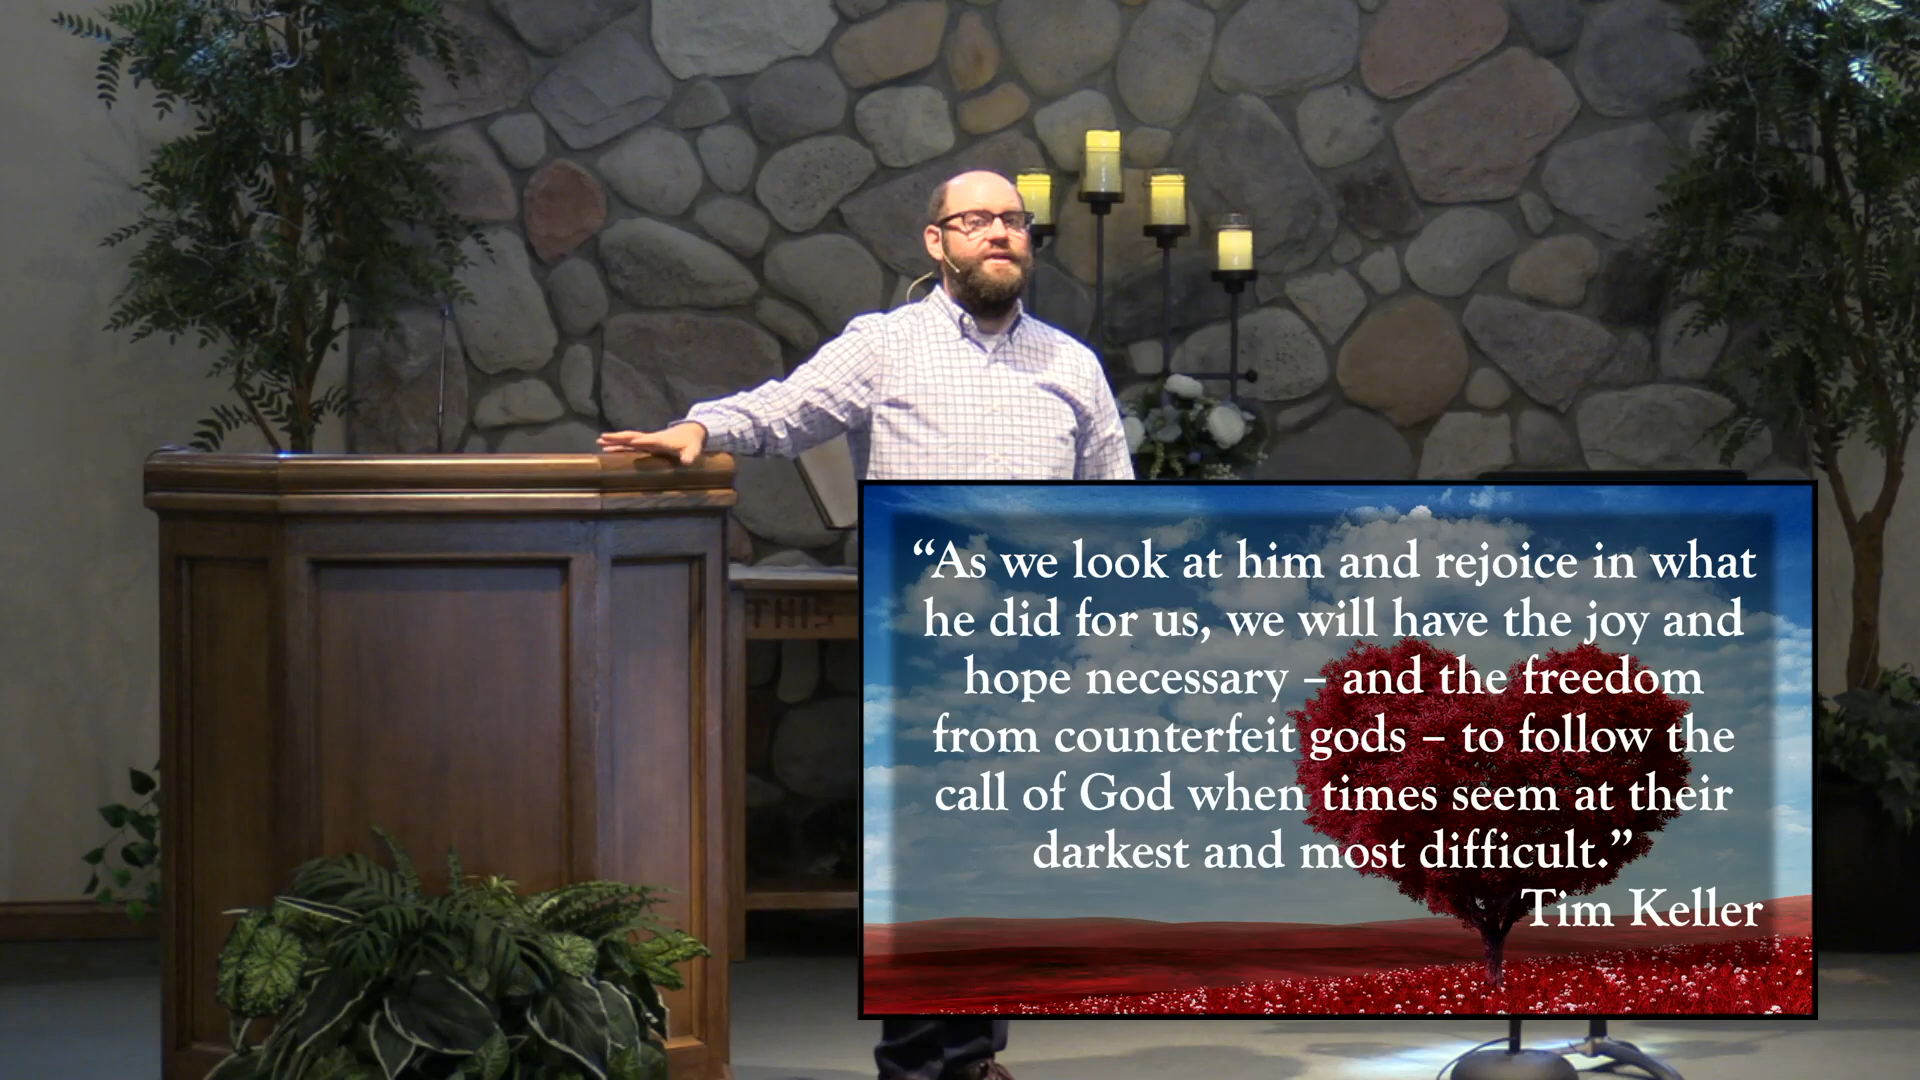 THIS
“As we look at him and rejoice in what
he did for us, we will have the joy and
hope necessary – and the freedom
from counterfeit gods – to follow the
call of God when times seem at their
darkest and most difficult.”
Tim Keller